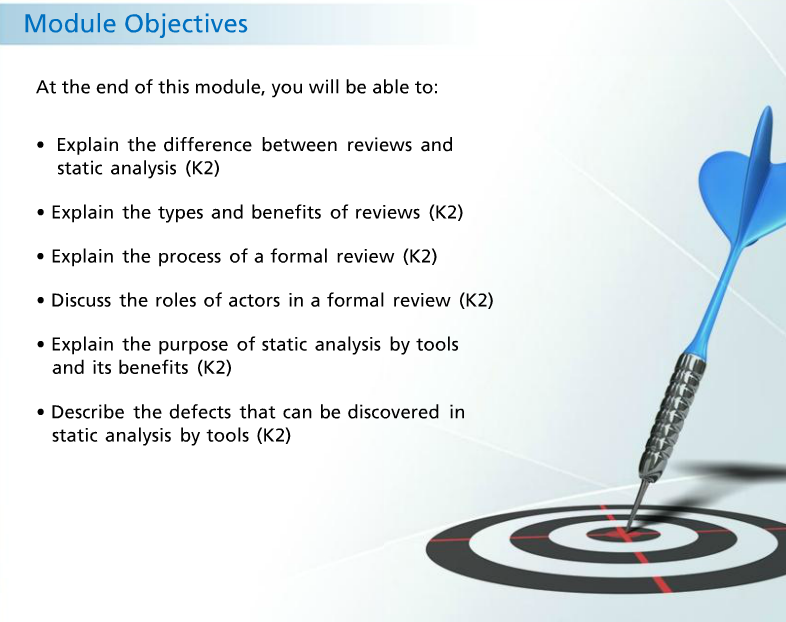 Module Objectives
At the end of this module, you will be able to:
• Explain the difference between reviews and
static analysis (K2)
• Explain the types and benefits of reviews (K2)
• Explain the process of a formal review (K2)
• Discuss the roles of actors in a formal review (K2)
• Explain the purpose of static analysis by tools
and its benefits (K2)
• Describe the defects that can be discovered in
static analysis by tools (K2)